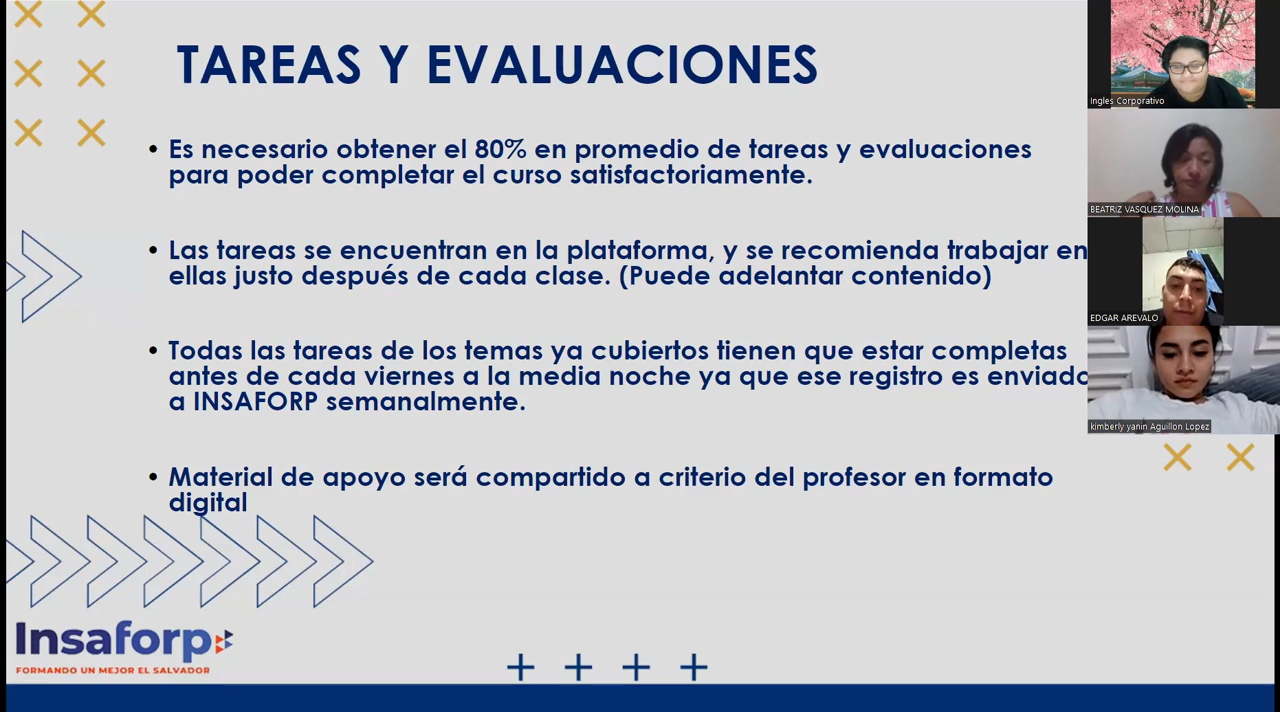 TAREAS Y EVALUACIONES
• Es necesario obtener el 80% en promedio de tareas y evaluaciones
para poder completar el curso satisfactoriamente.
• Las tareas se encuentran en la plataforma, y se recomienda trabajar en
ellas justo después de cada clase. (Puede adelantar contenido)
• Todas las tareas de los temas ya cubiertos tienen que estar completas
antes de cada viernes a la media noche ya que ese registro es enviado
a INSAFORP semanalmente.
• Material de apoyo será compartido a criterio del profesor en formato
digital
Insaforp
FORMANDO UN MEJOR EL SALVADOR
Ingles Corporativo
BEATRIZ VASQUEZ MOLINA
EDGAR AREVALO
kimberly yanin Aguillon Lopez